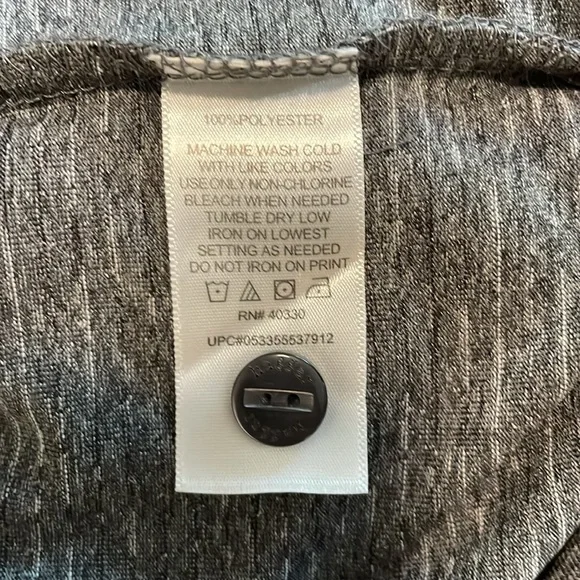 100%POLYESTER
MACHINE WASH COLD
WITH LIKE COLORS
USE ONLY NON-CHLORINE
BLEACH WHEN NEEDED
TUMBLE DRY LOW
IRON ON LOWEST
SETTING AS NEEDED
DO NOT IRON ON PRINT
RN# 40330
UPC#053355537912